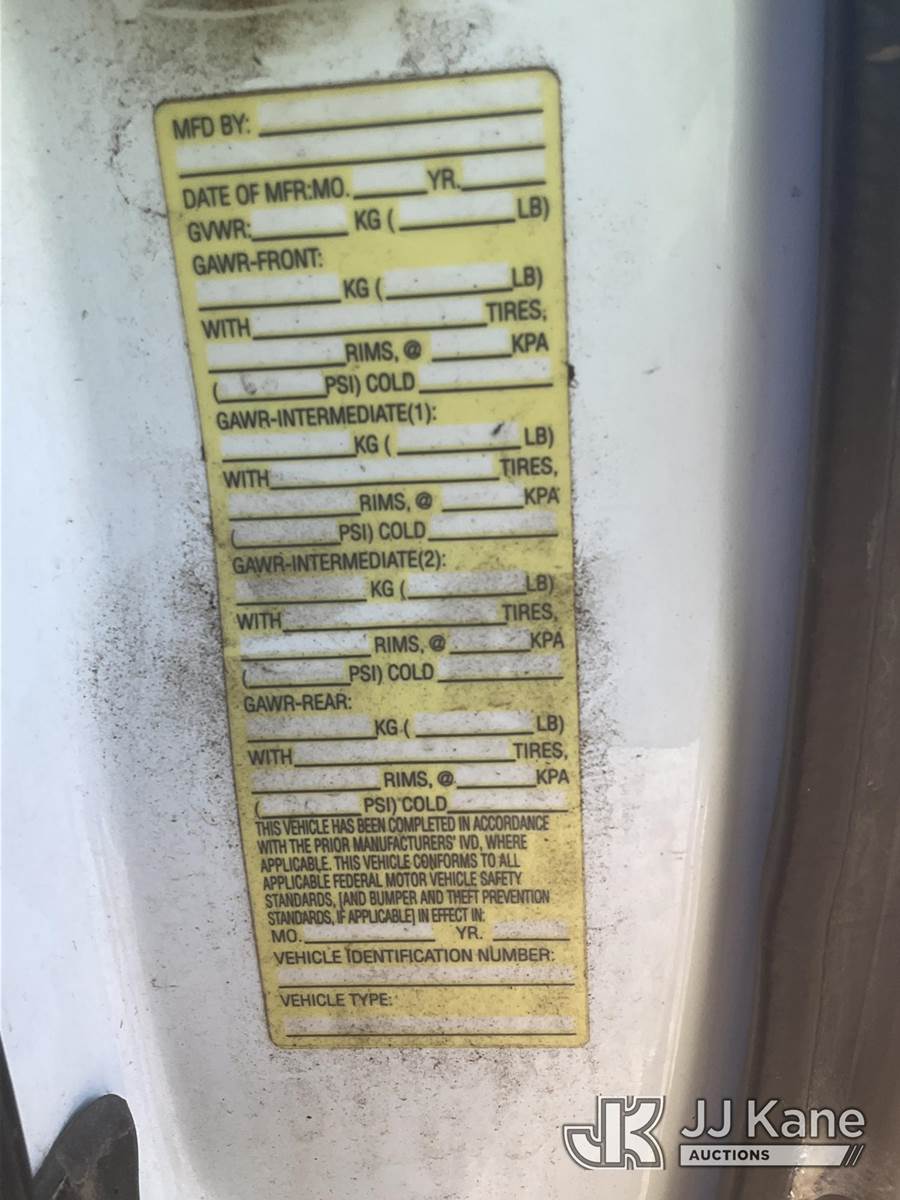 MFD BY:
DATE OF MFR:MO. YR.
GVWR: KG ( LB)
GAWR-FRONT:
KG ( LB)
WITH TIRES,
RIMS, @ KPA
( PSI) COLD
GAWR-INTERMEDIATE(1):
KG ( LB)
WITH TIRES,
RIMS, @ KPA
( PSI) COLD
GAWR-INTERMEDIATE(2):
KG ( LB)
WITH TIRES,
RIMS, @ KPA
( PSI) COLD
GAWR-REAR:
KG ( LB)
WITH TIRES,
RIMS, @ KPA
( PSI) COLD
THIS VEHICLE HAS BEEN COMPLETED IN ACCORDANCE
WITH THE PRIOR MANUFACTURERS' IVD, WHERE
APPLICABLE. THIS VEHICLE CONFORMS TO ALL
APPLICABLE FEDERAL MOTOR VEHICLE SAFETY
STANDARDS, [AND BUMPER AND THEFT PREVENTION
STANDARDS, IF APPLICABLE] IN EFFECT IN:
MO. YR.
VEHICLE IDENTIFICATION NUMBER:
VEHICLE TYPE:
JK JJ Kane
AUCTIONS